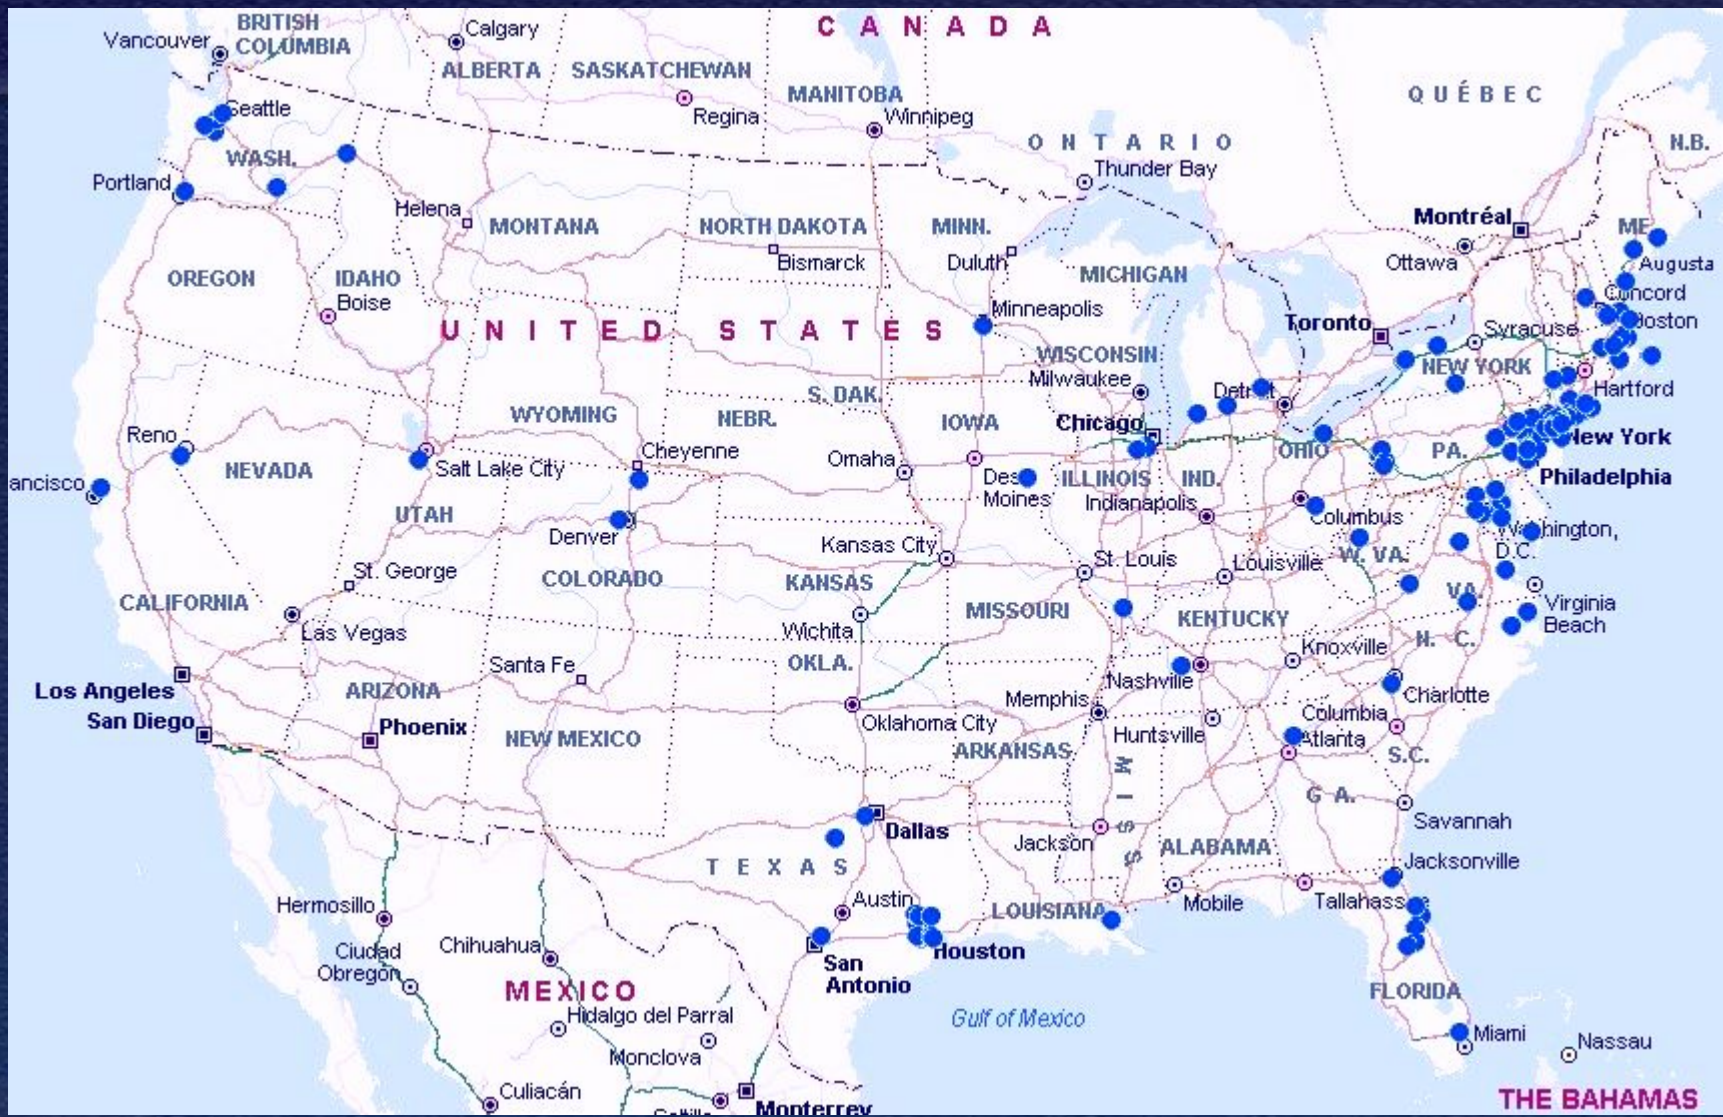 BRITISH
COLUMBIA
Vancouver
Calgary
ALBERTA
SASKATCHEWAN
Regina
CANADA
MANITOBA
Winnipeg
ONTARIO
Thunder Bay
QUÉBEC
N.B.
Seattle
WASH.
Portland
Helena
MONTANA
NORTH DAKOTA
Bismarck
MINN.
Duluth
MICHIGAN
Montréal
Ottawa
ME
Augusta
OREGON
IDAHO
Boise
UNITED STATES
Minneapolis
Toronto
Syracuse
Concord
WISCONSIN
Milwaukee
Detroit
NEW YORK
Hartford
S. DAK.
WYOMING
NEBR.
IOWA
Chicago
Reno
NEVADA
Salt Lake City
Cheyenne
Omaha
Des
Moines
ILLINOIS
IND.
OHIO
PA.
New York
Philadelphia
ancisco
UTAH
Denver
Indianapolis
Columbus
D.C.
Kansas City
St. Louis
Louisville
W. VA.
St. George
COLORADO
KANSAS
CALIFORNIA
MISSOURI
KENTUCKY
VA.
Virginia
Beach
Las Vegas
Wichita
Santa Fe
OKLA.
Knoxville
N. C.
Los Angeles
San Diego
ARIZONA
Phoenix
NEW MEXICO
Oklahoma City
Memphis
Nashville
Charlotte
Columbia
Huntsville
Atlanta
ARKANSAS
MISS
S.C.
GA.
Savannah
Dallas
TEXAS
Jackson
ALABAMA
Jacksonville
Hermosillo
Austin
LOUISIANA
Mobile
Tallahassee
Ciudad
Obregón
Chihuahua
San
Antonio
Houston
MEXICO
Gulf of Mexico
FLORIDA
Hidalgo del Parral
Monclova
Miami
Nassau
Culiacán
Monterrey
THE BAHAMAS